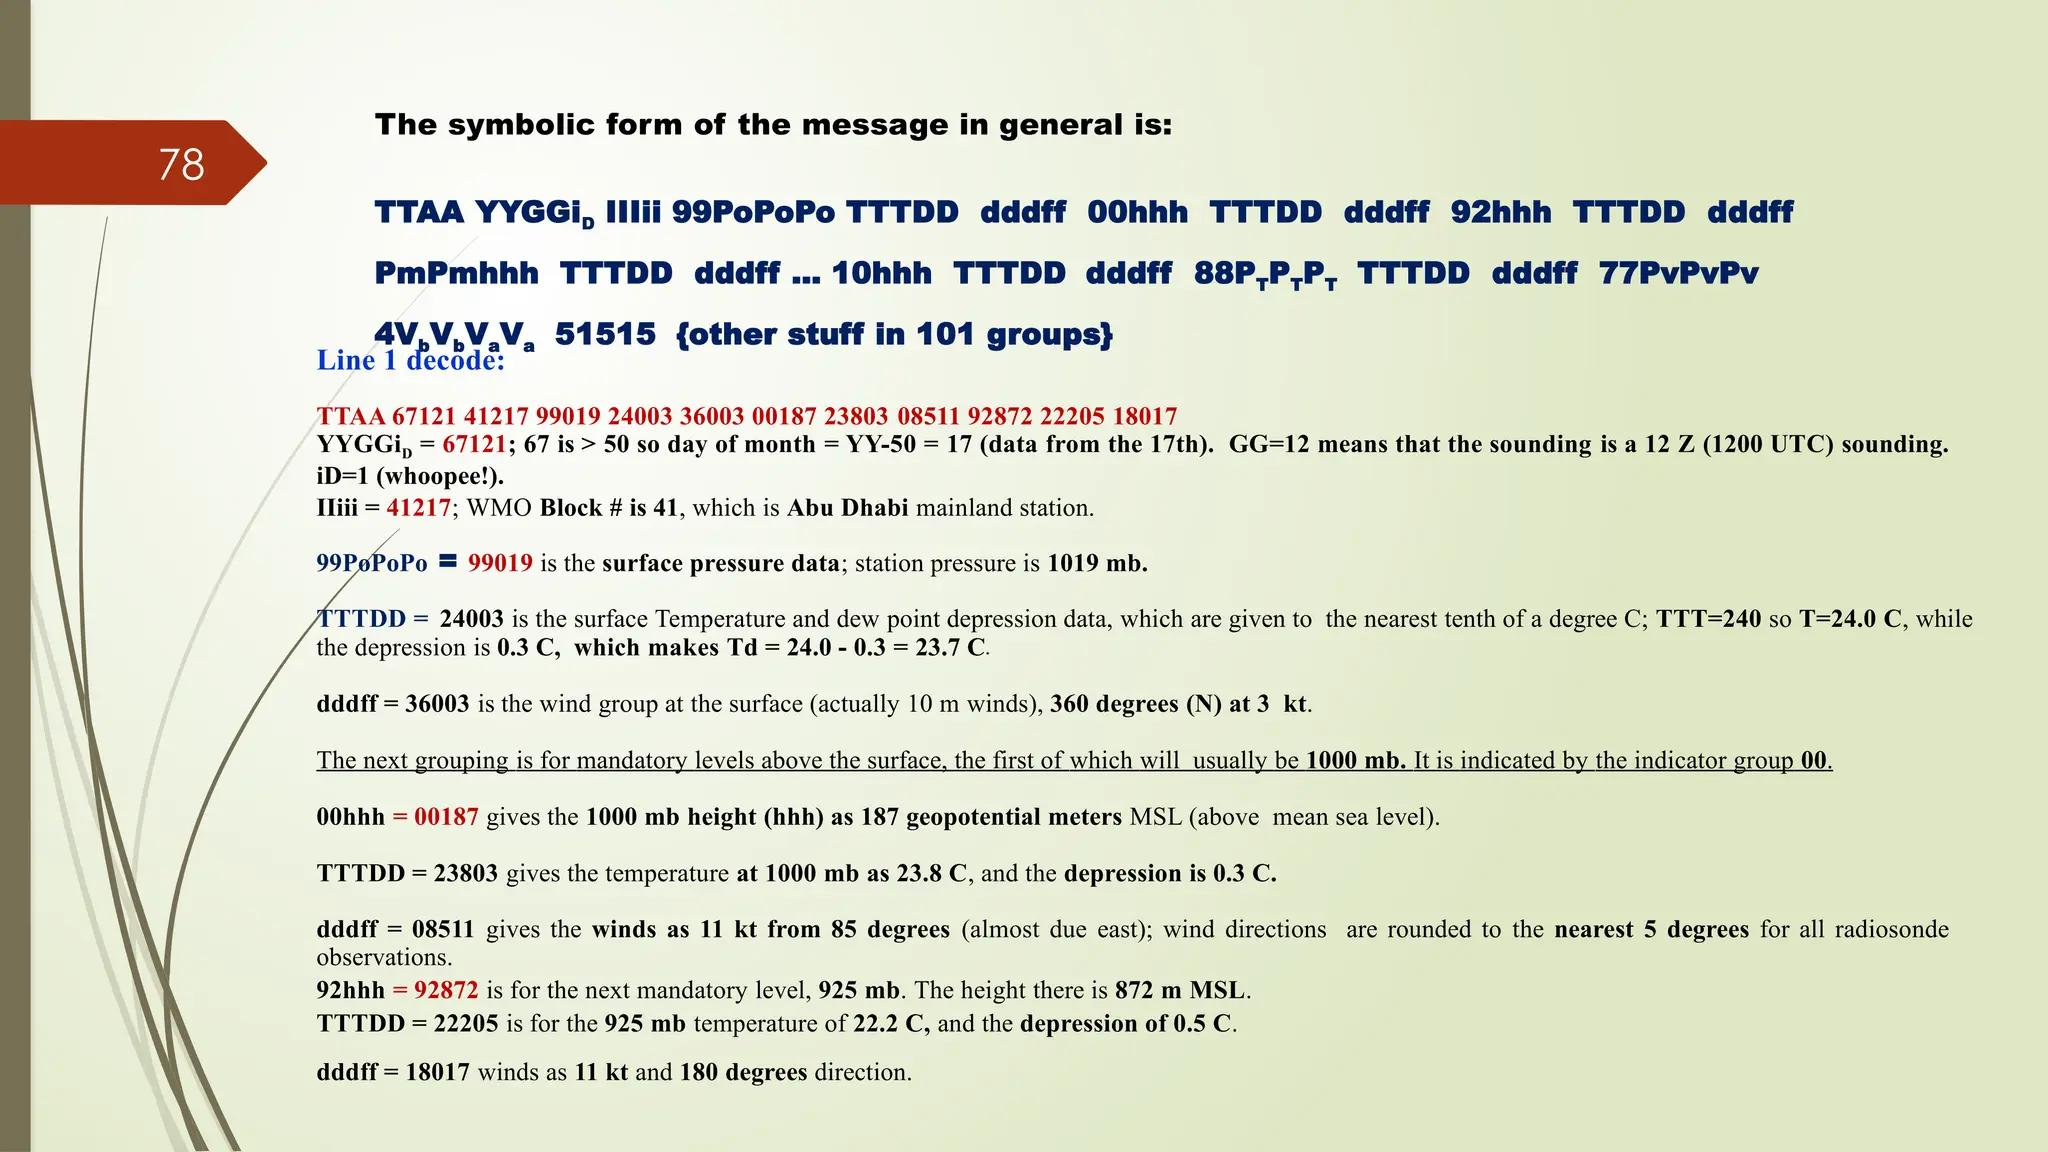 78
The symbolic form of the message in general is:
TTAA YYGGiD IIIii 99PoPoPo TTTDD dddff 00hhh TTTDD dddff 92hhh TTTDD dddff
PmPmhhh TTTDD dddff ... 10hhh TTTDD dddff 88PTPTPT TTTDD dddff 77PvPvPv
4VbVbVaVa 51515 {other stuff in 101 groups}
Line 1 decode:
TTAA 67121 41217 99019 24003 36003 00187 23803 08511 92872 22205 18017
YYGGiD = 67121; 67 is > 50 so day of month = YY-50 = 17 (data from the 17th). GG=12 means that the sounding is a 12 Z (1200 UTC) sounding.
iD=1 (whoopee!).
IIiii = 41217; WMO Block # is 41, which is Abu Dhabi mainland station.
99PoPoPo = 99019 is the surface pressure data; station pressure is 1019 mb.
TTTDD = 24003 is the surface Temperature and dew point depression data, which are given to the nearest tenth of a degree C; TTT=240 so T=24.0 C, while
the depression is 0.3 C, which makes Td = 24.0 - 0.3 = 23.7 C.
dddff = 36003 is the wind group at the surface (actually 10 m winds), 360 degrees (N) at 3 kt.
The next grouping is for mandatory levels above the surface, the first of which will usually be 1000 mb. It is indicated by the indicator group 00.
00hhh = 00187 gives the 1000 mb height (hhh) as 187 geopotential meters MSL (above mean sea level).
TTTDD = 23803 gives the temperature at 1000 mb as 23.8 C, and the depression is 0.3 C.
dddff = 08511 gives the winds as 11 kt from 85 degrees (almost due east); wind directions are rounded to the nearest 5 degrees for all radiosonde
observations.
92hhh = 92872 is for the next mandatory level, 925 mb. The height there is 872 m MSL.
TTTDD = 22205 is for the 925 mb temperature of 22.2 C, and the depression of 0.5 C.
dddff = 18017 winds as 11 kt and 180 degrees direction.